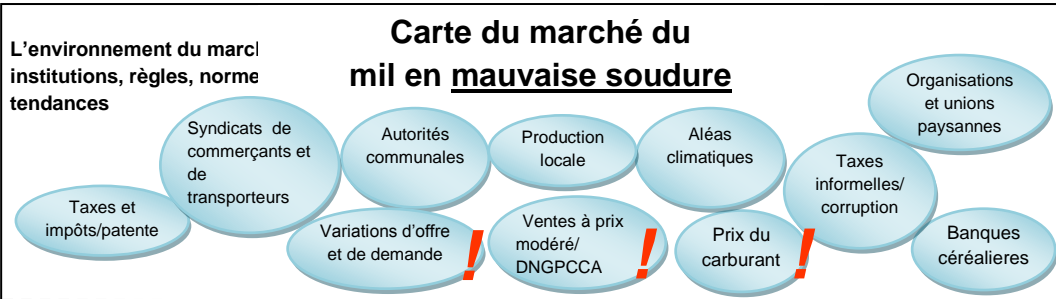 Carte du marché du
mil en mauvaise soudure
L'environnement du marc
institutions, règles, norme
tendances
Organisations
et unions
paysannes
Syndicats de
commerçants et
de
transporteurs
Autorités
communales
Production
locale
Aléas
climatiques
Taxes
informelles/
corruption
Taxes et
impôts/patente
Variations d'offre
et de demande
!
Ventes à prix
modéré/
DNGPCCA
!
Prix du
carburant
!
Banques
céréalieres